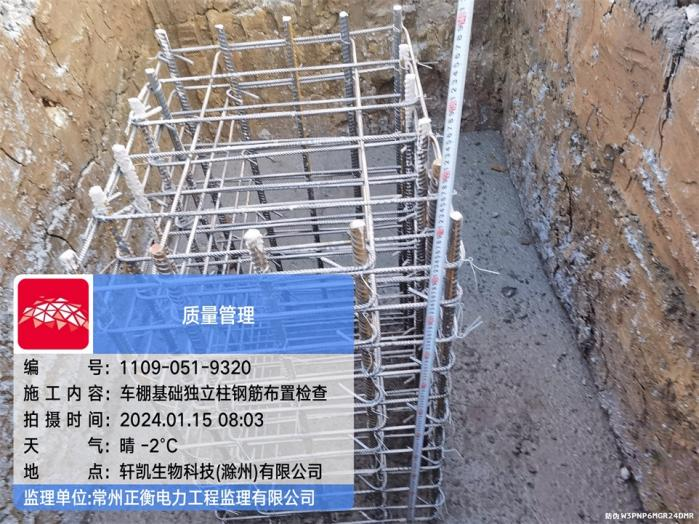 质量管理
编号：1109-051-9320
施工内容：车棚基础独立柱钢筋布置检查
拍摄时间：2024.01.15 08:03
天气：晴 -2℃
地点：轩凯生物科技(滁州)有限公司
监理单位:常州正衡电力工程监理有限公司
防伪 W3PNP6MGR24DMR